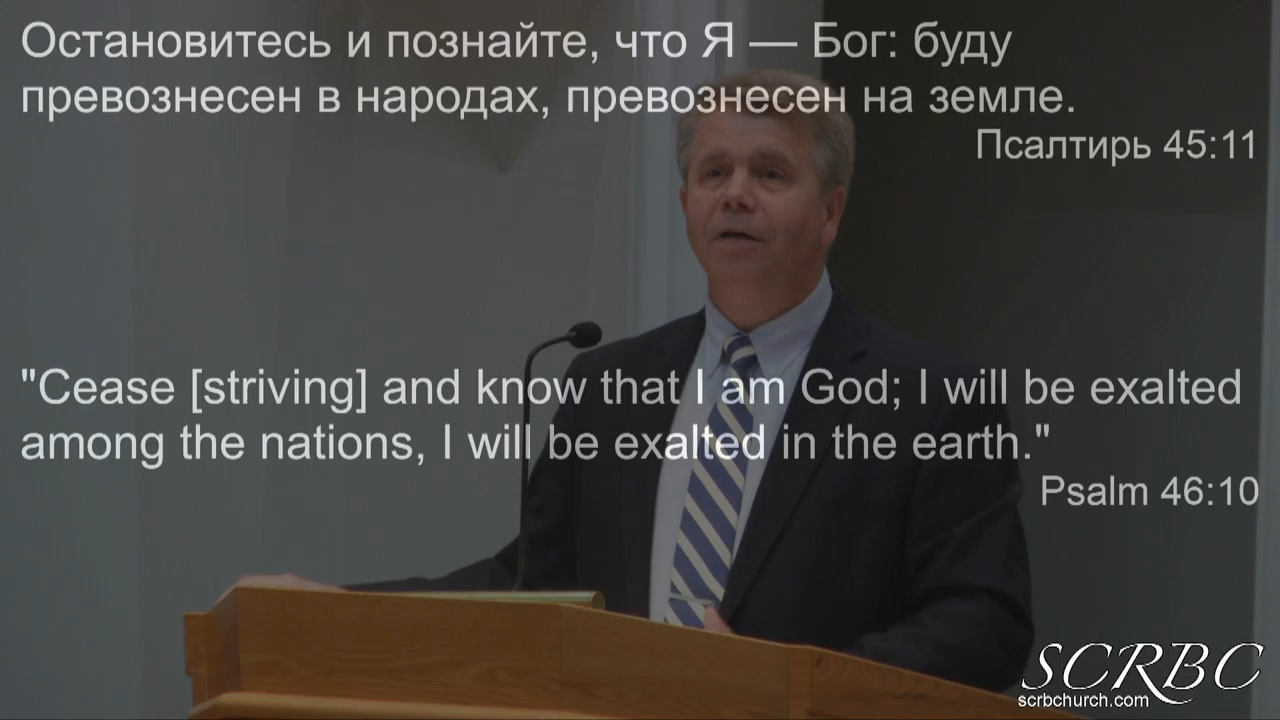 Остановитесь и познайте, что Я — Бог: буду
превознесен в народах, превознесен на земле.
Псалтирь 45:11
"Cease [striving] and know that I am God; I will be exalted
among the nations, I will be exalted in the earth."
Psalm 46:10
SCRBC
scrbchurch.com